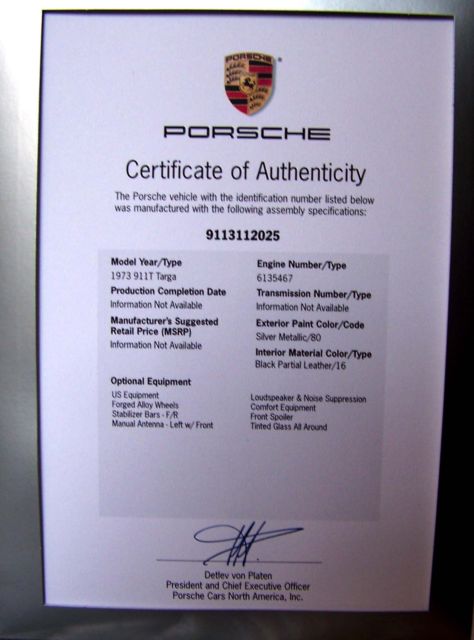 PORSCHE
PORSCHE
Certificate of Authenticity
The Porsche vehicle with the identification number listed below
was manufactured with the following assembly specifications:
9113112025
Model Year/Type
1973 911T Targa
Production Completion Date
Information Not Available
Manufacturer's Suggested
Retail Price (MSRP)
Information Not Available
Engine Number/Type
6135467
Transmission Number/Type
Information Not Available
Exterior Paint Color/Code
Silver Metallic/80
Interior Material Color/Type
Black Partial Leather/16
Optional Equipment
US Equipment
Forged Alloy Wheels
Stabilizer Bars - F/R
Manual Antenna - Left w/ Front
Loudspeaker & Noise Suppression
Comfort Equipment
Front Spoiler
Tinted Glass All Around
Detlev von Platen
President and Chief Executive Officer
Porsche Cars North America, Inc.